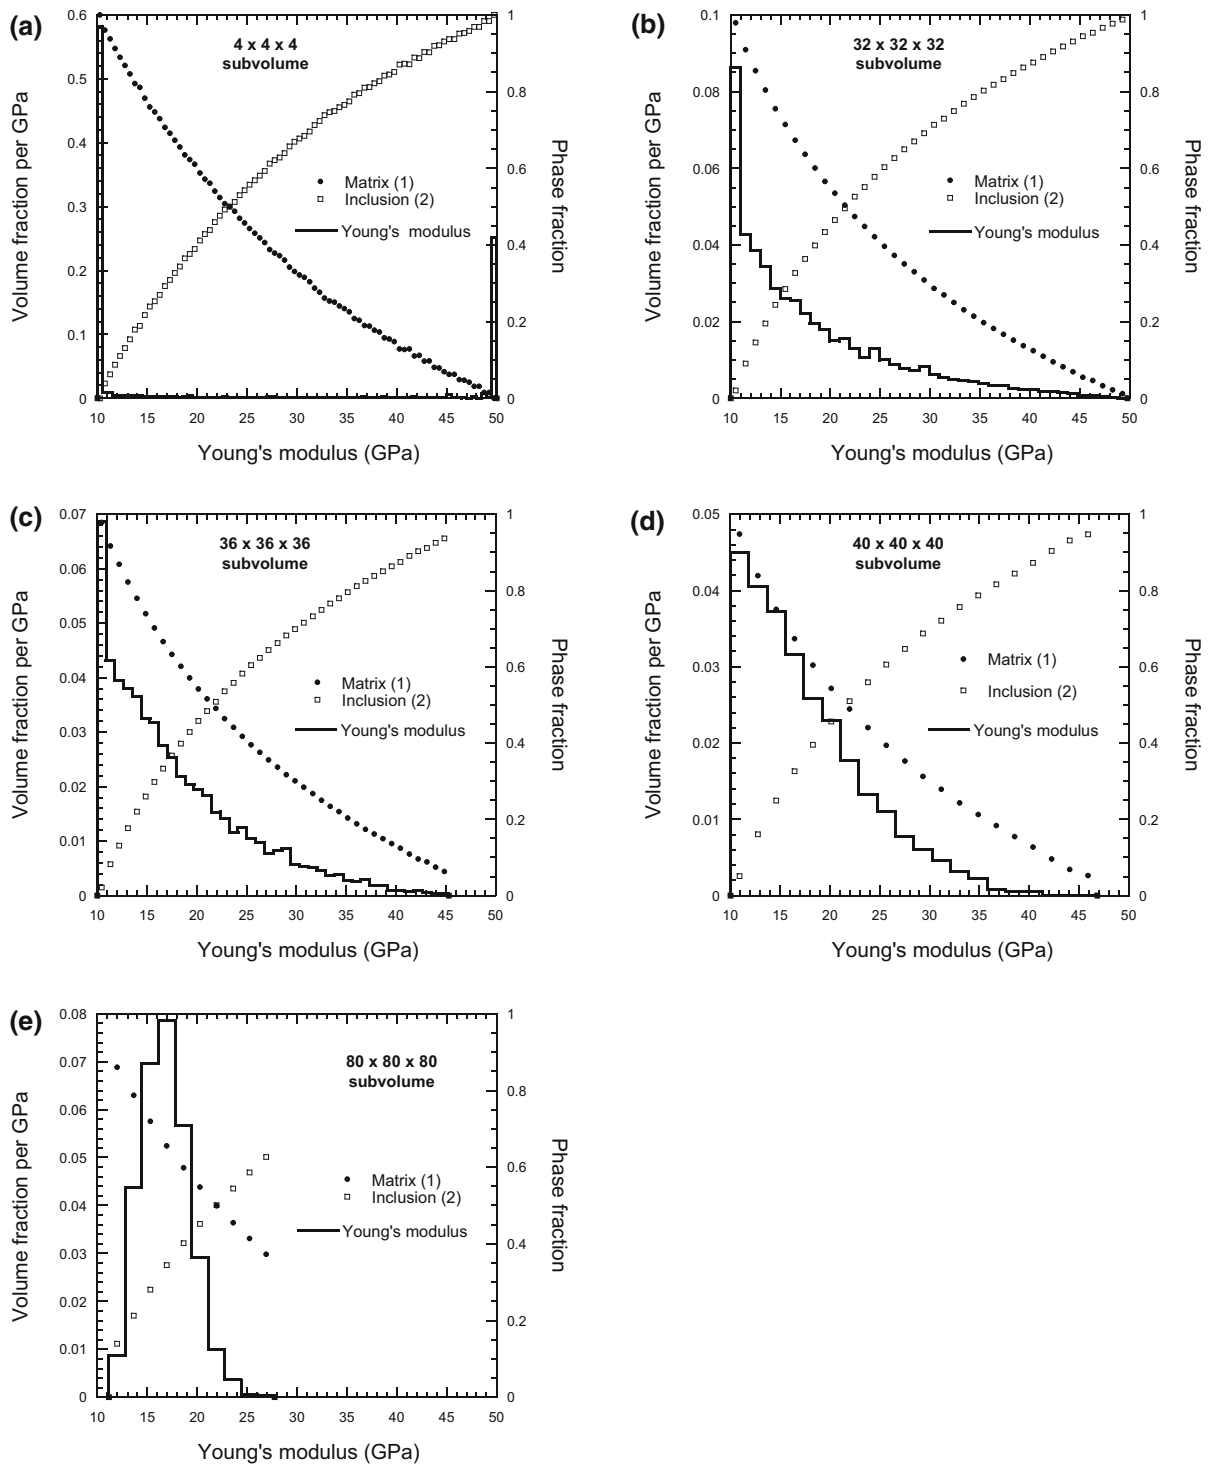 (a)
4 x 4 x 4
subvolume
0.6
0.5
0.4
0.3
0.2
0.1
0
Volume fraction per GPa
1
0.8
0.6
0.4
0.2
0
Phase fraction
Matrix (1)
Inclusion (2)
Young's modulus
10
20
30
40
50
Young's modulus (GPa)
(b)
32 x 32 x 32
subvolume
0.1
0.08
0.06
0.04
0.02
0
Volume fraction per GPa
1
0.8
0.6
0.4
0.2
0
Phase fraction
Matrix (1)
Inclusion (2)
Young's modulus
10
15
20
25
30
35
40
45
50
Young's modulus (GPa)
(c)
36 x 36 x 36
subvolume
0.07
0.06
0.05
0.04
0.03
0.02
0.01
0
Volume fraction per GPa
1
0.8
0.6
0.4
0.2
0
Phase fraction
Matrix (1)
Inclusion (2)
Young's modulus
10
15
20
25
30
35
40
45
50
Young's modulus (GPa)
(d)
40 x 40 x 40
subvolume
0.05
0.04
0.03
0.02
0.01
0
Volume fraction per GPa
1
0.8
0.6
0.4
0.2
0
Phase fraction
Matrix (1)
Inclusion (2)
Young's modulus
10
15
20
25
30
35
40
45
50
Young's modulus (GPa)
(e)
80 x 80 x 80
subvolume
0.08
0.07
0.06
0.05
0.04
0.03
0.02
0.01
0
Volume fraction per GPa
1
0.8
0.6
0.4
0.2
0
Phase fraction
Matrix (1)
Inclusion (2)
Young's modulus
10
15
20
25
30
35
40
45
50
Young's modulus (GPa)